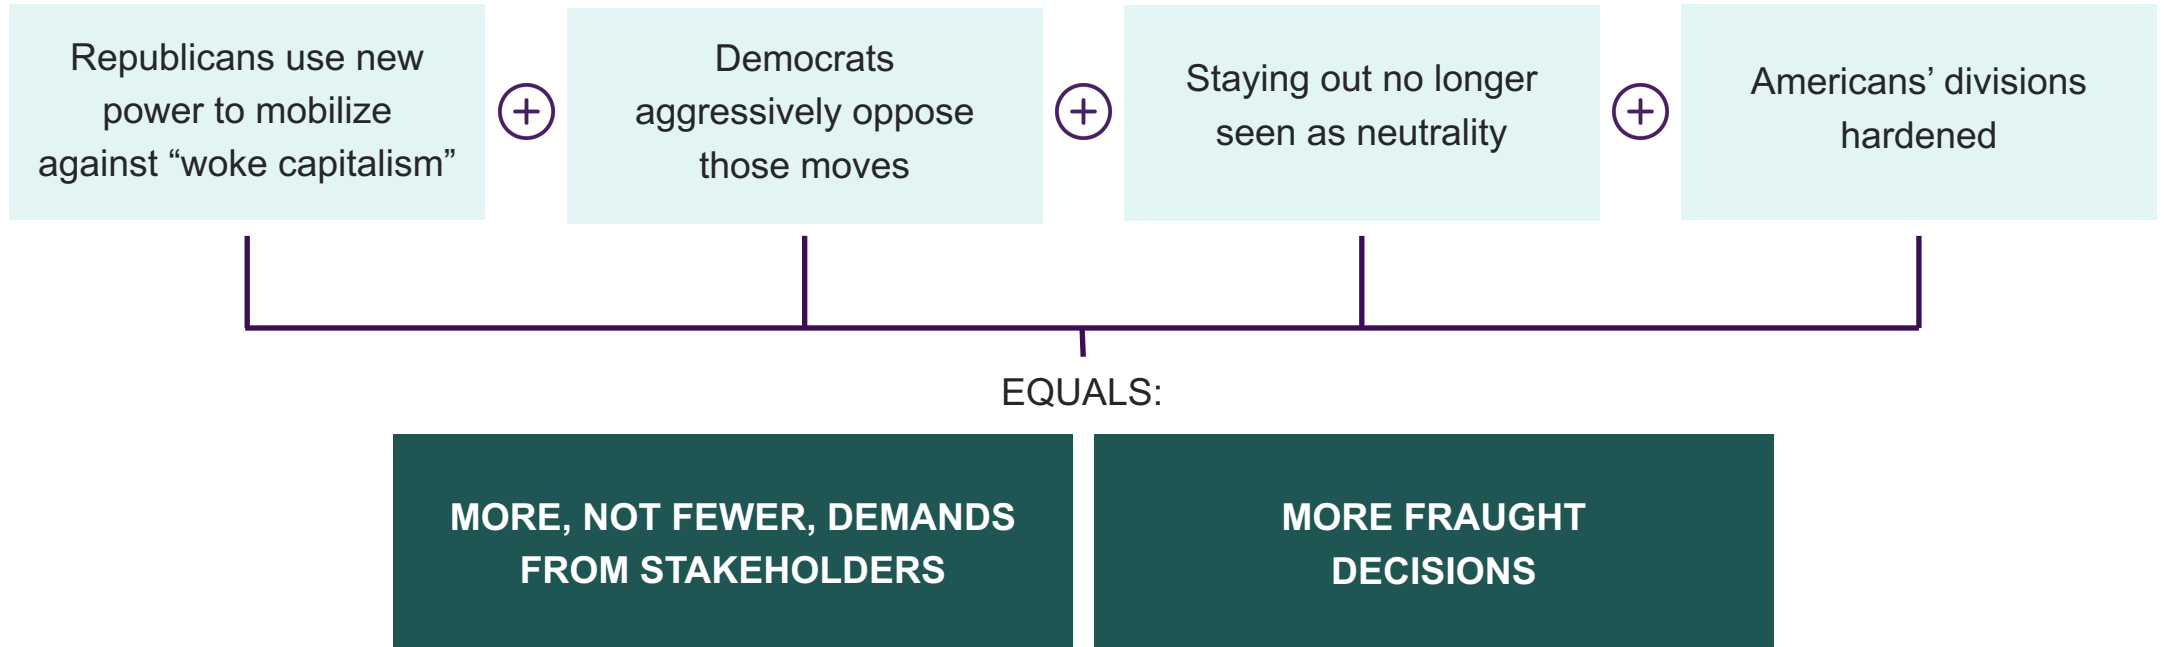 Republicans use new
power to mobilize
against “woke capitalism”
+
Democrats
aggressively oppose
those moves
+
Staying out no longer
seen as neutrality
+
Americans’ divisions
hardened
EQUALS:
MORE, NOT FEWER, DEMANDS
FROM STAKEHOLDERS
MORE FRAUGHT
DECISIONS